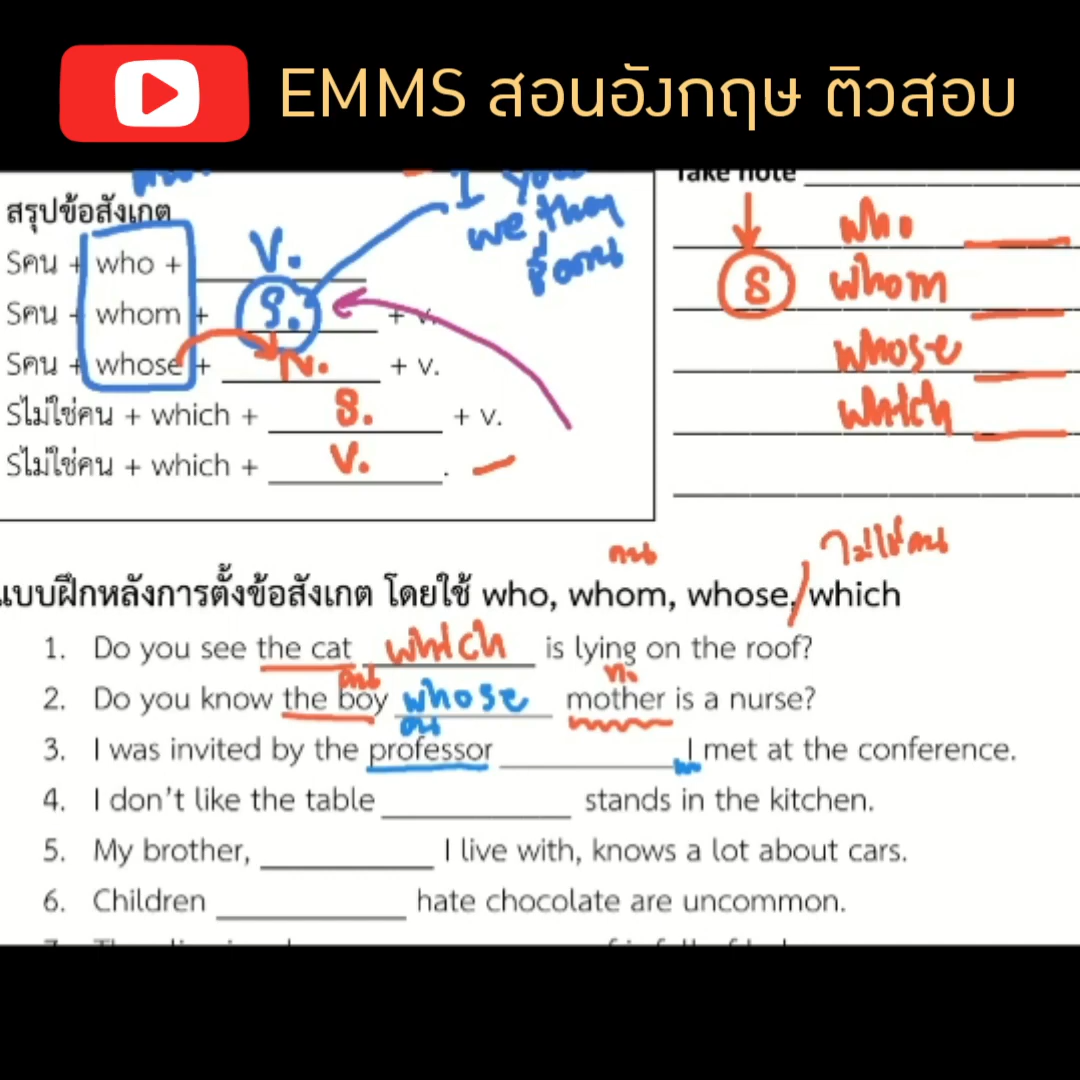 EMMS สอนอังกฤษ ติวสอบ
I you
we they
ชื่อคน
สรุปข้อสังเกต
Sคน + who + V.
Sคน + whom + S. + v.
Sคน + whose + N. + v.
Sไม่ใช่คน + which + S. + v.
Sไม่ใช่คน + which + V.
Take note
who
S whom
whose
which
คน ไม่ใช่คน
แบบฝึกหลังการตั้งข้อสังเกต โดยใช้ who, whom, whose, / which
1. Do you see the cat which is lying on the roof?
คน n.
2. Do you know the boy whose mother is a nurse?
คน
3. I was invited by the professor ____________ I met at the conference.
4. I don't like the table ____________ stands in the kitchen.
5. My brother, ____________ I live with, knows a lot about cars.
6. Children ____________ hate chocolate are uncommon.